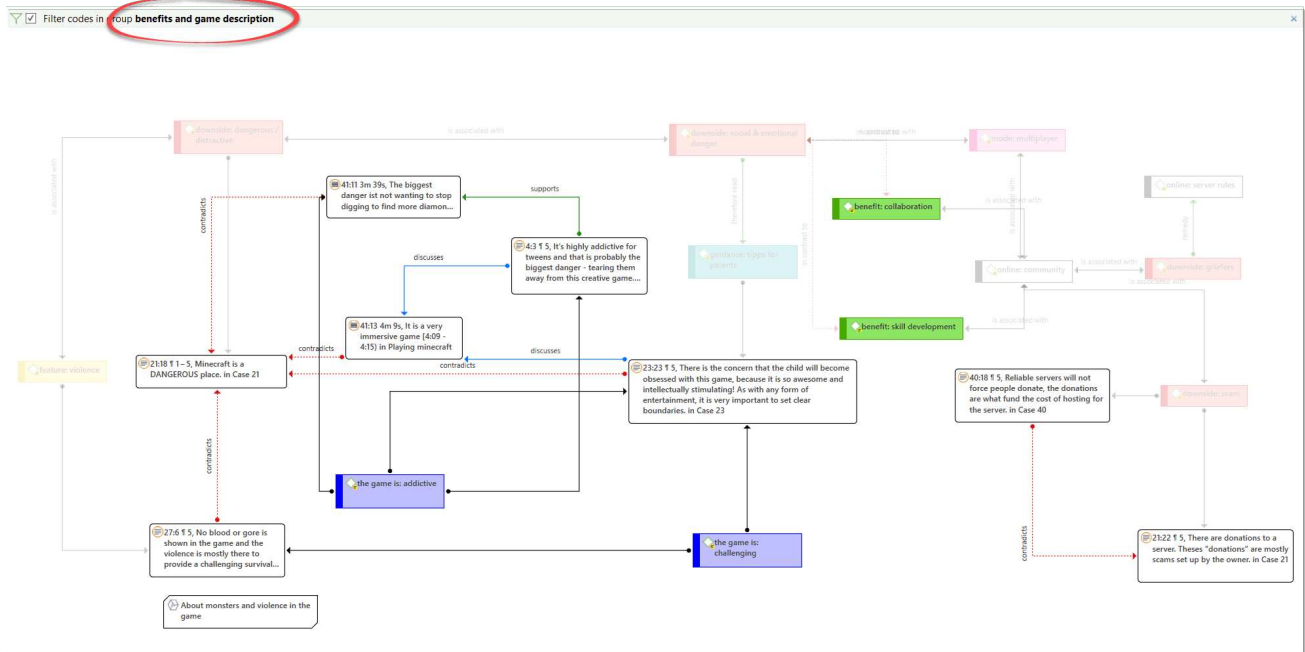 Filter codes in group benefits and game description
downside: dangerous /
distractive
is associated with
downside: social & emotional
danger
is associated with
mode: multiplayer
is associated with
contradicts
41:11 3m 39s, The biggest
danger ist not wanting to stop
digging to find more diamon...
supports
therefore read
in contrast to
benefit: collaboration
is associated with
is associated with
online: server rules
remedy
4:3 ¶ 5, It's highly addictive for
tweens and that is probably the
biggest danger - tearing them
away from this creative game....
discusses
guidance: tipps for
parents
online: community
is associated with
downside: griefers
is associated with
41:13 4m 9s, It is a very
immersive game [4:09 -
4:15) in Playing minecraft
benefit: skill development
is associated with
contradicts
discusses
contradicts
feature: violence
21:18 ¶ 1 – 5, Minecraft is a
DANGEROUS place. in Case 21
23:23 ¶ 5, There is the concern that the child will become
obsessed with this game, because it is so awesome and
intellectually stimulating! As with any form of
entertainment, it is very important to set clear
boundaries. in Case 23
40:18 ¶ 5, Reliable servers will not
force people donate, the donations
are what fund the cost of hosting for
the server. in Case 40
downside: scam
contradicts
the game is: addictive
27:6 ¶ 5, No blood or gore is
shown in the game and the
violence is mostly there to
provide a challenging survival...
the game is:
challenging
contradicts
21:22 ¶ 5, There are donations to a
server. Theses "donations" are mostly
scams set up by the owner. in Case 21
About monsters and violence in the
game